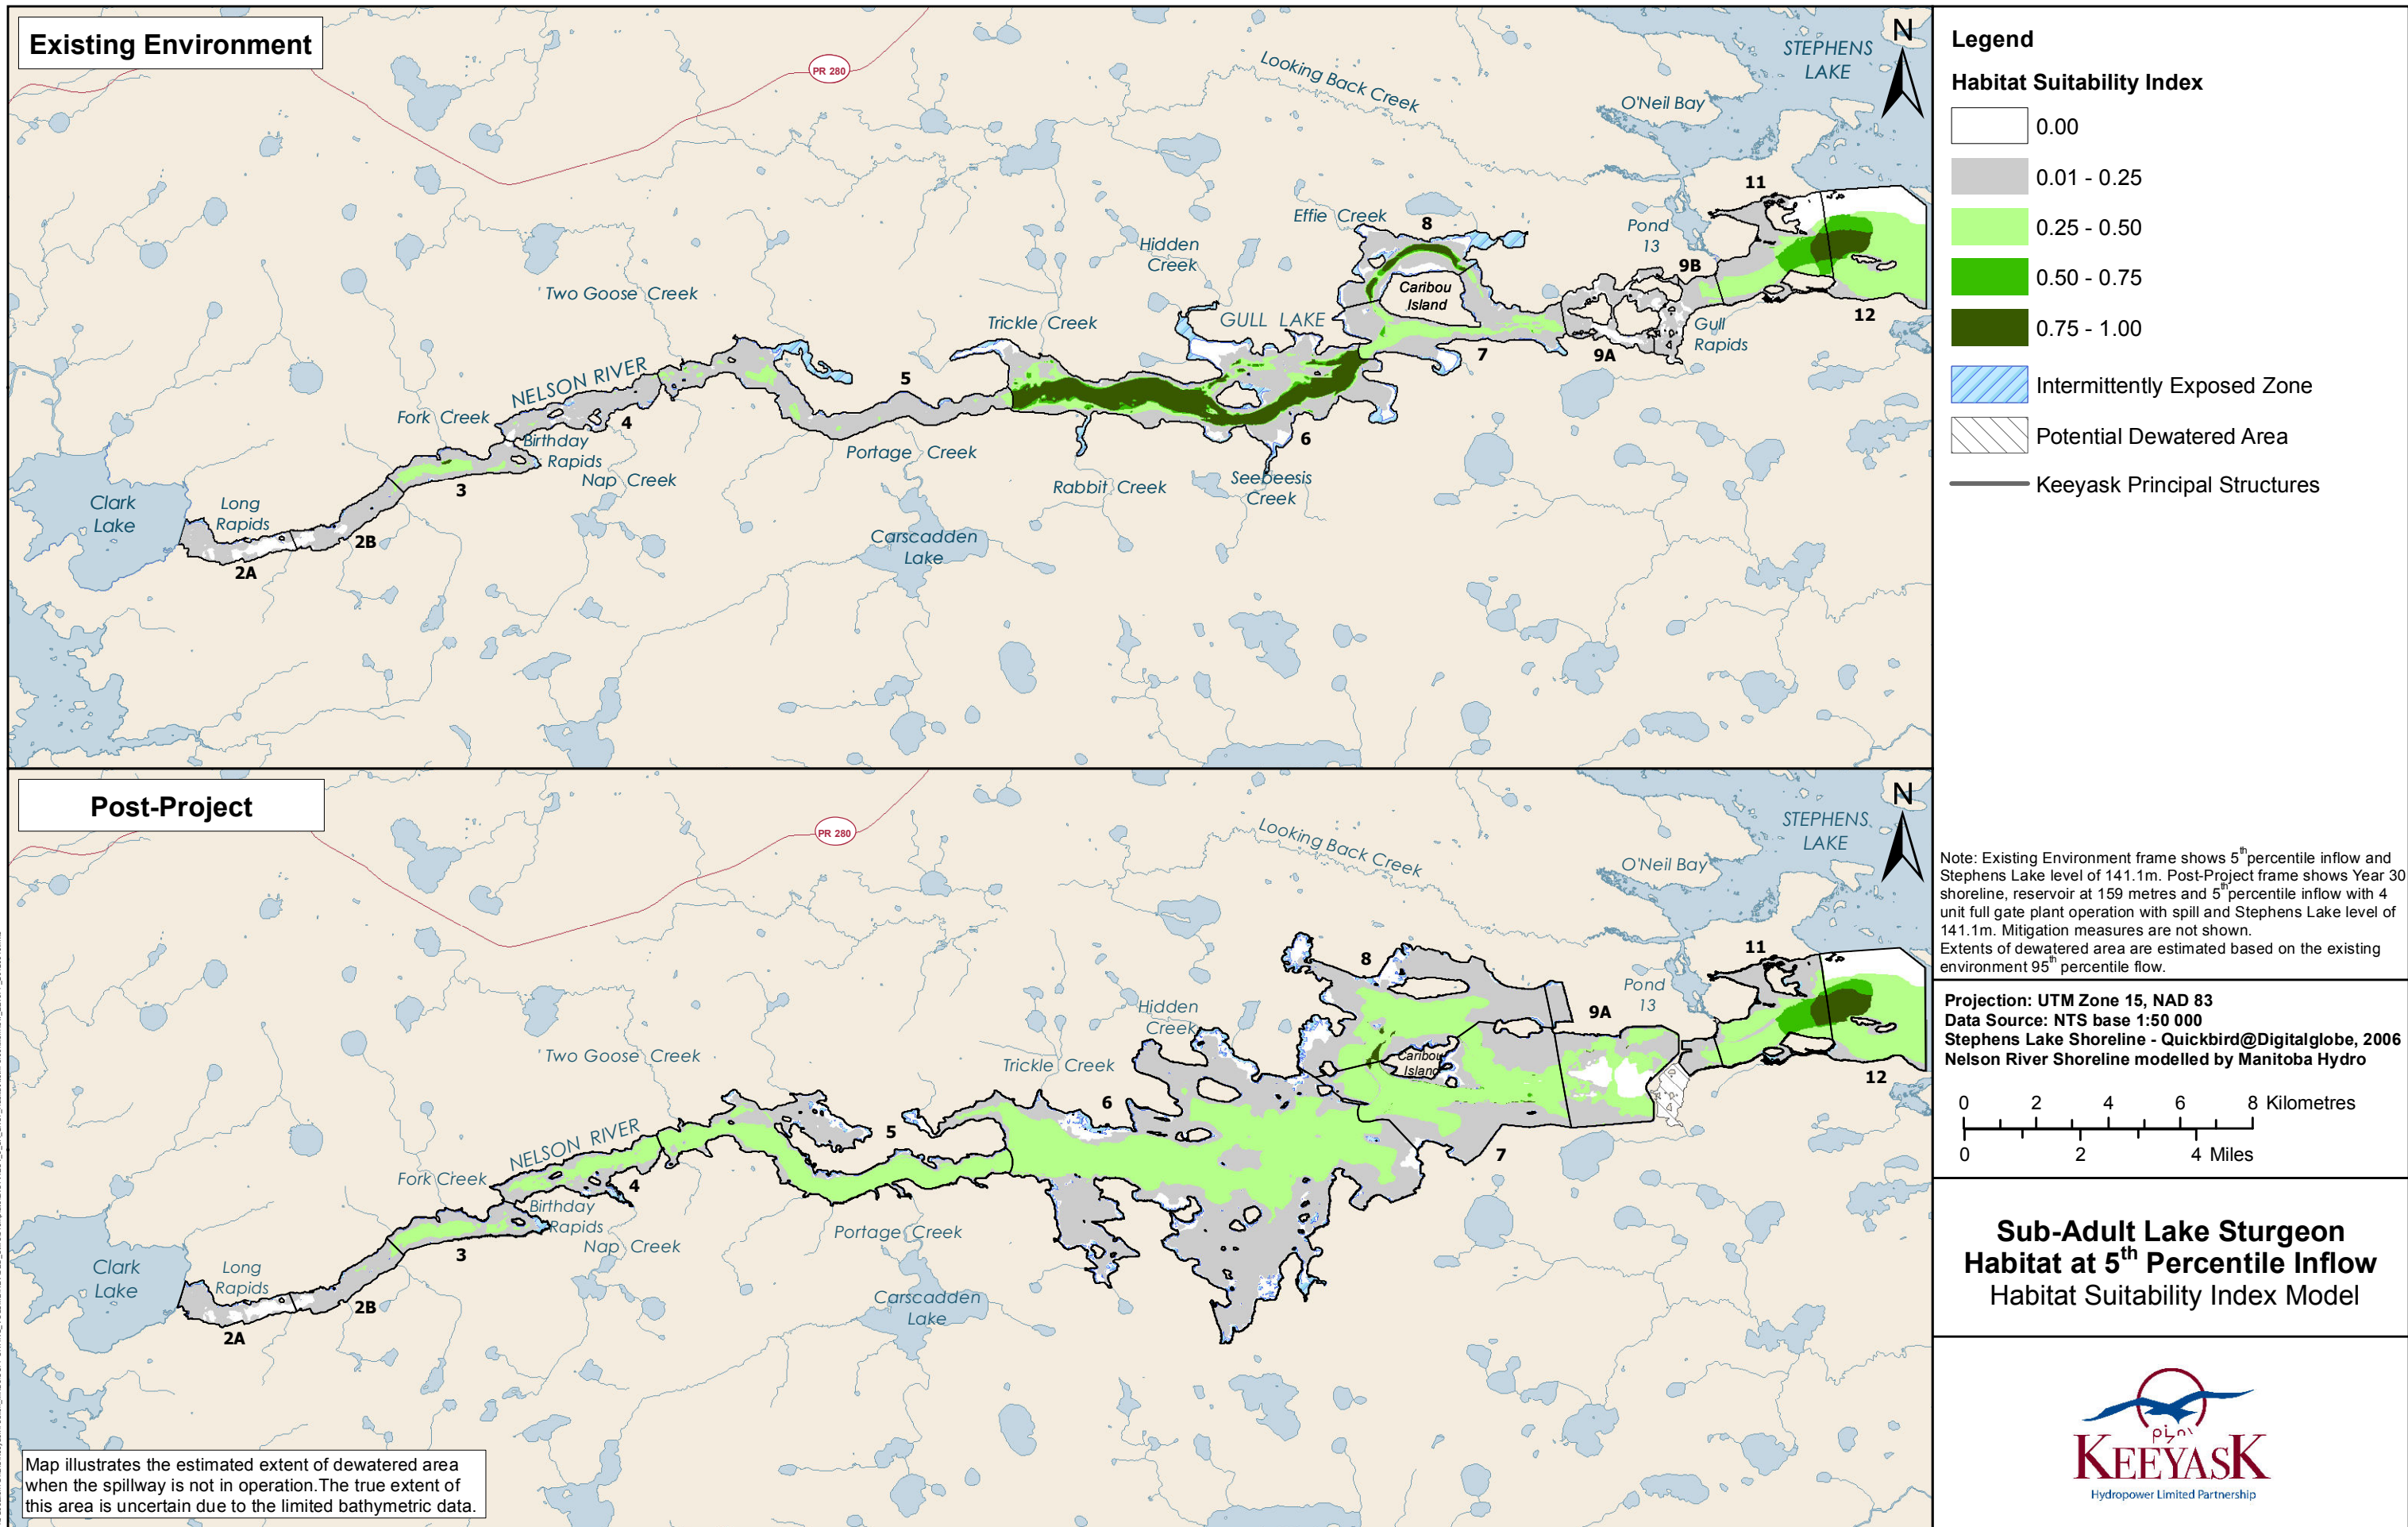 Existing Environment
N
STEPHENS
LAKE
PR 280
Looking Back Creek
O'Neil Bay
11
Effie Creek
8
Pond
13
Hidden
Creek
9B
Two Goose Creek
Caribou
Island
Trickle Creek
GULL LAKE
12
Gull
Rapids
7
9A
NELSON RIVER
5
Fork Creek
4
6
Birthday
Rapids
Portage Creek
Nap Creek
3
Rabbit Creek
Seebeesis
Creek
Clark
Lake
Long
Rapids
2B
Carscadden
Lake
2A
Post-Project
N
STEPHENS
LAKE
PR 280
Looking Back Creek
O'Neil Bay
11
8
Pond
13
Hidden
Creek
9A
Two Goose Creek
Caribou
Island
Trickle Creek
12
6
NELSON RIVER
5
7
Fork Creek
4
Birthday
Rapids
Portage Creek
Nap Creek
3
Clark
Lake
Long
Rapids
2B
Carscadden
Lake
2A
Map illustrates the estimated extent of dewatered area
when the spillway is not in operation.The true extent of
this area is uncertain due to the limited bathymetric data.
Legend
Habitat Suitability Index
0.00
0.01 - 0.25
0.25 - 0.50
0.50 - 0.75
0.75 - 1.00
Intermittently Exposed Zone
Potential Dewatered Area
Keeyask Principal Structures
Note: Existing Environment frame shows 5th percentile inflow and
Stephens Lake level of 141.1m. Post-Project frame shows Year 30
shoreline, reservoir at 159 metres and 5th percentile inflow with 4
unit full gate plant operation with spill and Stephens Lake level of
141.1m. Mitigation measures are not shown.
Extents of dewatered area are estimated based on the existing
environment 95th percentile flow.
Projection: UTM Zone 15, NAD 83
Data Source: NTS base 1:50 000
Stephens Lake Shoreline - Quickbird@Digitalglobe, 2006
Nelson River Shoreline modelled by Manitoba Hydro
0 2 4 6 8 Kilometres
0 2 4 Miles
Sub-Adult Lake Sturgeon
Habitat at 5th Percentile Inflow
Habitat Suitability Index Model
KEEYASK
Hydropower Limited Partnership